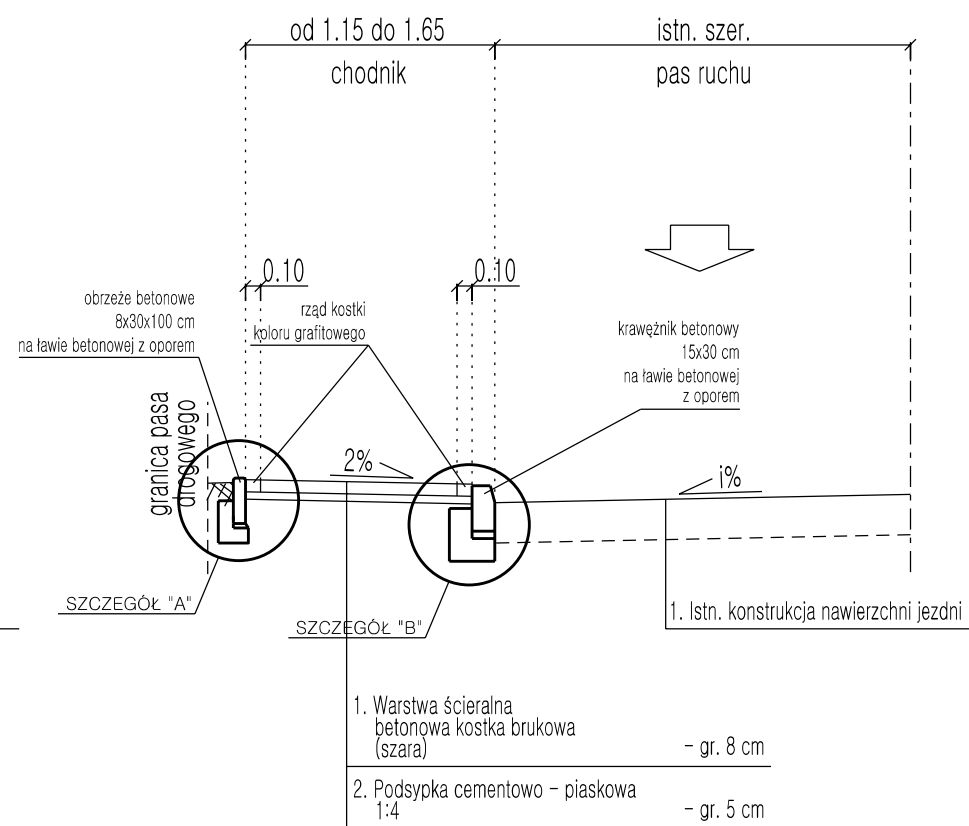 od 1.15 do 1.65
chodnik
istn. szer.
pas ruchu
0.10
0.10
obrzeże betonowe
8x30x100 cm
na ławie betonowej z oporem
rząd kostki
koloru grafitowego
krawężnik betonowy
15x30 cm
na ławie betonowej
z oporem
granica pasa
drogowego
2%
i%
SZCZEGÓŁ "A"
SZCZEGÓŁ "B"
1. Istn. konstrukcja nawierzchni jezdni
1. Warstwa ścieralna
betonowa kostka brukowa
(szara) - gr. 8 cm
2. Podsypka cementowo - piaskowa
1:4 - gr. 5 cm